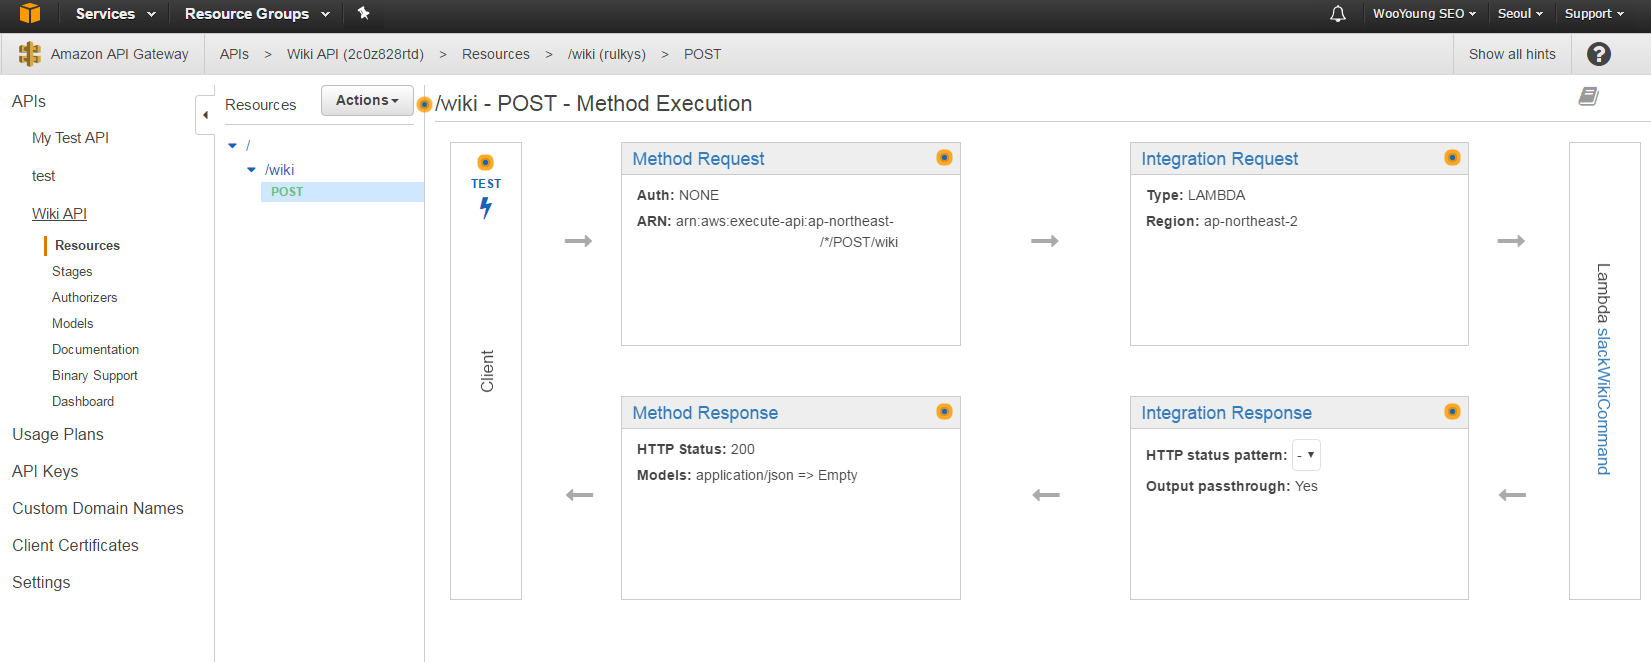 Services
Resource Groups
WooYoung SEO
Seoul
Support
Amazon API Gateway
APIs > Wiki API (2c0z828rtd) > Resources > /wiki (rulkys) > POST
Show all hints
?
APIs
My Test API
test
Wiki API
Resources
Stages
Authorizers
Models
Documentation
Binary Support
Dashboard
Usage Plans
API Keys
Custom Domain Names
Client Certificates
Settings
Resources
Actions
/
/wiki
POST
/wiki - POST - Method Execution
TEST
Client
Method Request
Auth: NONE
ARN: arn:aws:execute-api:ap-northeast-
/*/POST/wiki
Integration Request
Type: LAMBDA
Region: ap-northeast-2
Lambda slackWikiCommand
Method Response
HTTP Status: 200
Models: application/json => Empty
Integration Response
HTTP status pattern: -
Output passthrough: Yes